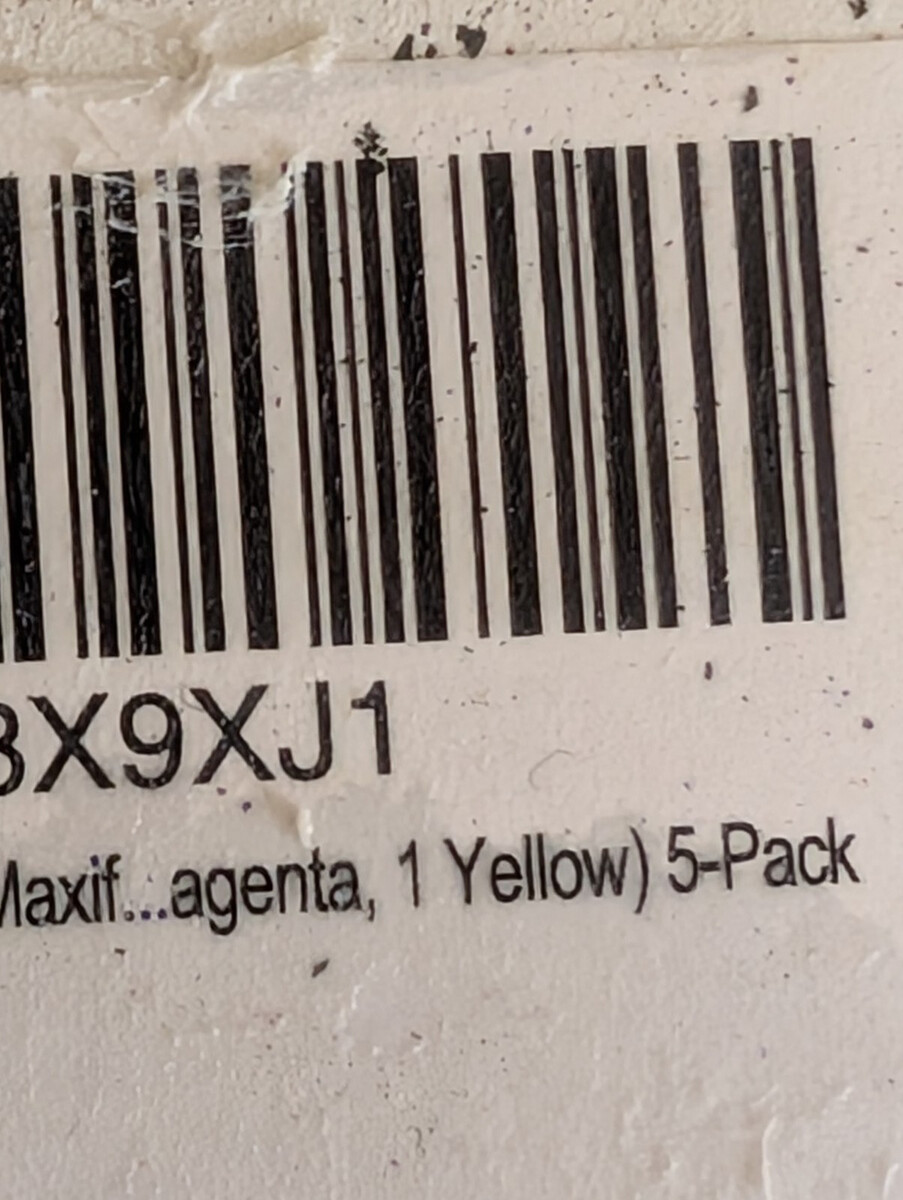 3X9XJ1
Maxif...agenta, 1 Yellow) 5-Pack